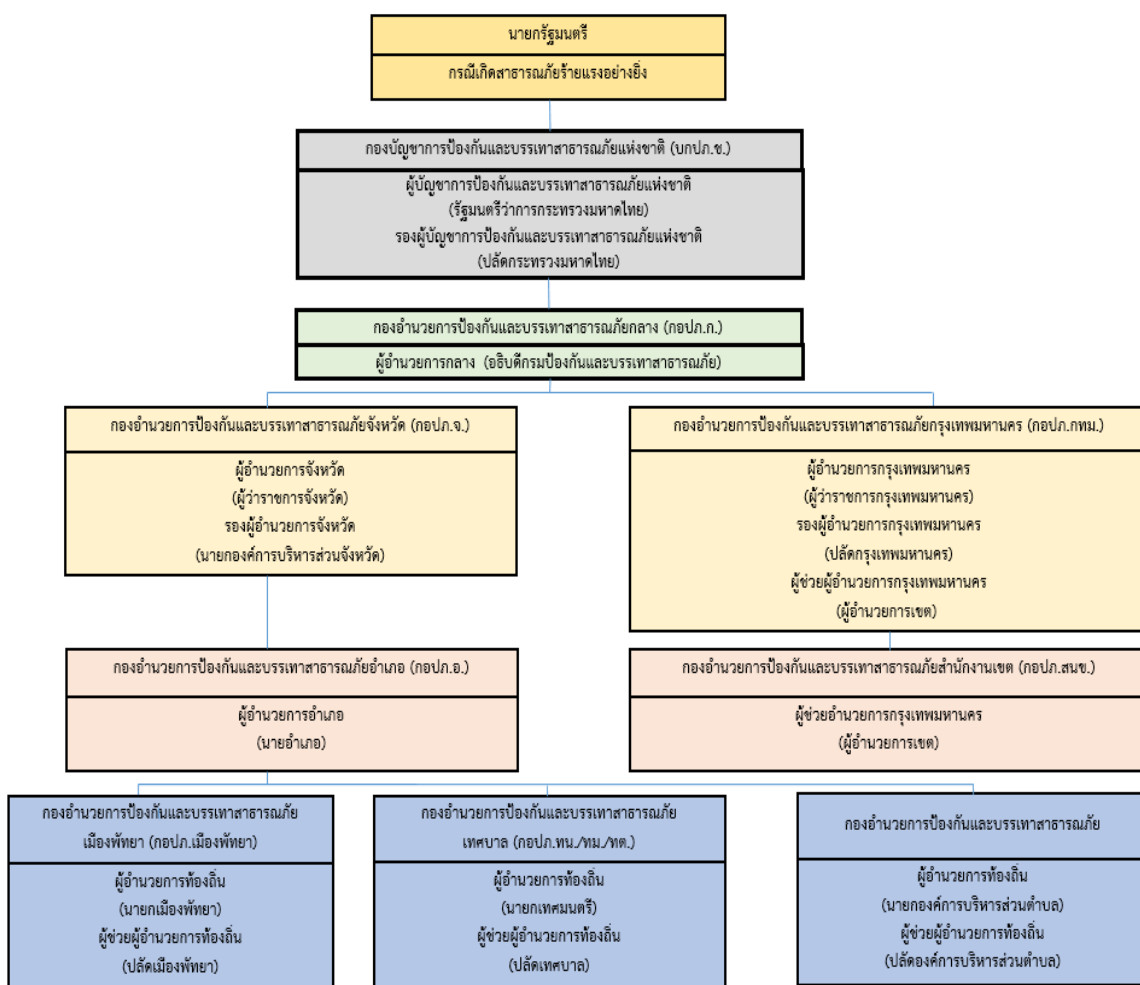 นายกรัฐมนตรี
กรณีเกิดสาธารณภัยร้ายแรงอย่างยิ่ง
กองบัญชาการป้องกันและบรรเทาสาธารณภัยแห่งชาติ (บกปภ.ช.)
ผู้บัญชาการป้องกันและบรรเทาสาธารณภัยแห่งชาติ
(รัฐมนตรีว่าการกระทรวงมหาดไทย)
รองผู้บัญชาการป้องกันและบรรเทาสาธารณภัยแห่งชาติ
(ปลัดกระทรวงมหาดไทย)
กองอำนวยการป้องกันและบรรเทาสาธารณภัยกลาง (กอปภ.ก.)
ผู้อำนวยการกลาง (อธิบดีกรมป้องกันและบรรเทาสาธารณภัย)
กองอำนวยการป้องกันและบรรเทาสาธารณภัยจังหวัด (กอปภ.จ.)
ผู้อำนวยการจังหวัด
(ผู้ว่าราชการจังหวัด)
รองผู้อำนวยการจังหวัด
(นายกองค์การบริหารส่วนจังหวัด)
กองอำนวยการป้องกันและบรรเทาสาธารณภัยกรุงเทพมหานคร (กอปภ.กทม.)
ผู้อำนวยการกรุงเทพมหานคร
(ผู้ว่าราชการกรุงเทพมหานคร)
รองผู้อำนวยการกรุงเทพมหานคร
(ปลัดกรุงเทพมหานคร)
ผู้ช่วยผู้อำนวยการกรุงเทพมหานคร
(ผู้อำนวยการเขต)
กองอำนวยการป้องกันและบรรเทาสาธารณภัยอำเภอ (กอปภ.อ.)
ผู้อำนวยการอำเภอ
(นายอำเภอ)
กองอำนวยการป้องกันและบรรเทาสาธารณภัยสำนักงานเขต (กอปภ.สนข.)
ผู้ช่วยอำนวยการกรุงเทพมหานคร
(ผู้อำนวยการเขต)
กองอำนวยการป้องกันและบรรเทาสาธารณภัย
เมืองพัทยา (กอปภ.เมืองพัทยา)
ผู้อำนวยการท้องถิ่น
(นายกเมืองพัทยา)
ผู้ช่วยผู้อำนวยการท้องถิ่น
(ปลัดเมืองพัทยา)
กองอำนวยการป้องกันและบรรเทาสาธารณภัย
เทศบาล (กอปภ.ทน./ทม./ทต.)
ผู้อำนวยการท้องถิ่น
(นายกเทศมนตรี)
ผู้ช่วยผู้อำนวยการท้องถิ่น
(ปลัดเทศบาล)
กองอำนวยการป้องกันและบรรเทาสาธารณภัย
ผู้อำนวยการท้องถิ่น
(นายกองค์การบริหารส่วนตำบล)
ผู้ช่วยผู้อำนวยการท้องถิ่น
(ปลัดองค์การบริหารส่วนตำบล)